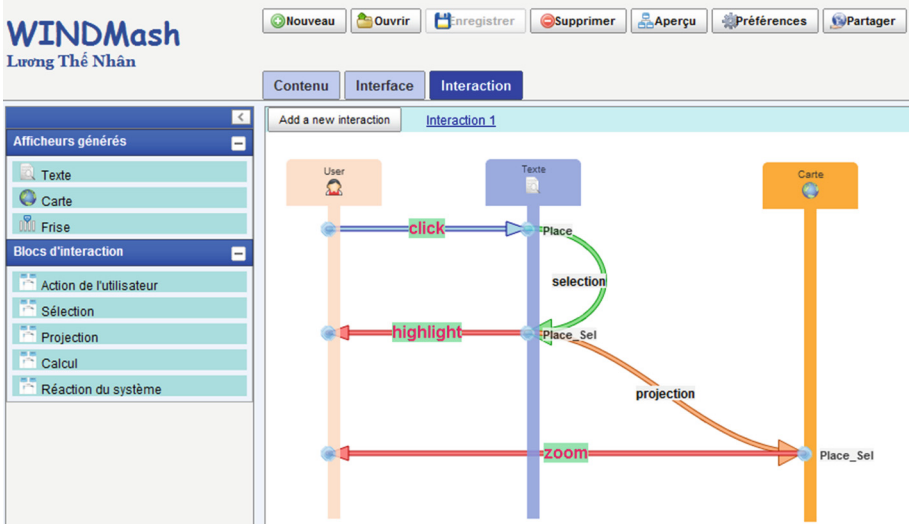 WINDMash
Lương Thế Nhân
Nouveau Ouvrir Enregistrer Supprimer Aperçu Préférences Partager
Contenu Interface Interaction
Afficheurs générés
Texte
Carte
Frise
Blocs d'interaction
Action de l'utilisateur
Sélection
Projection
Calcul
Réaction du système
Add a new interaction Interaction 1
User Texte Carte
click Place
selection
highlight Place_Sel
projection
zoom Place_Sel